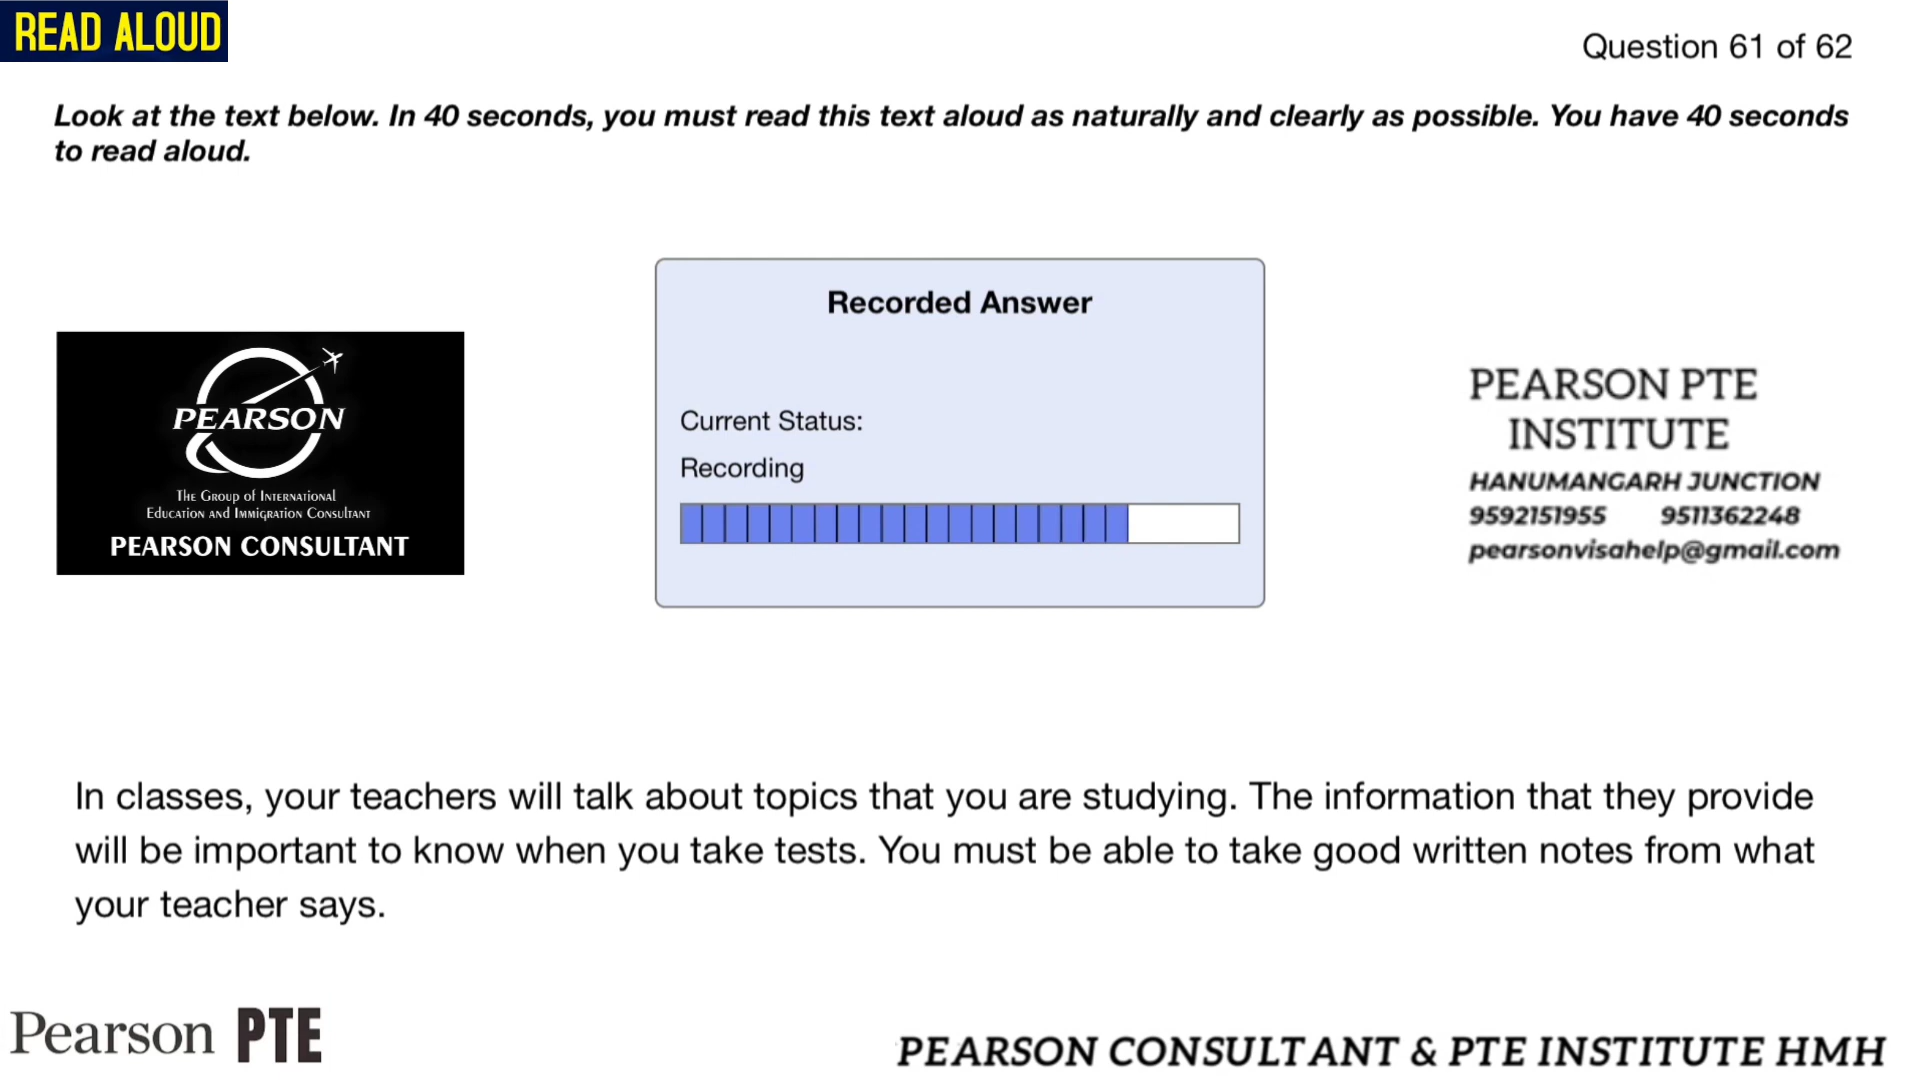 READ ALOUD
Question 61 of 62
Look at the text below. In 40 seconds, you must read this text aloud as naturally and clearly as possible. You have 40 seconds
to read aloud.
Recorded Answer
Current Status:
Recording
PEARSON
The Group of International
Education and Immigration Consultant
PEARSON CONSULTANT
PEARSON PTE
INSTITUTE
HANUMANGARH JUNCTION
9592151955 9511362248
pearsonvisahelp@gmail.com
In classes, your teachers will talk about topics that you are studying. The information that they provide
will be important to know when you take tests. You must be able to take good written notes from what
your teacher says.
Pearson PTE
PEARSON CONSULTANT & PTE INSTITUTE HMH